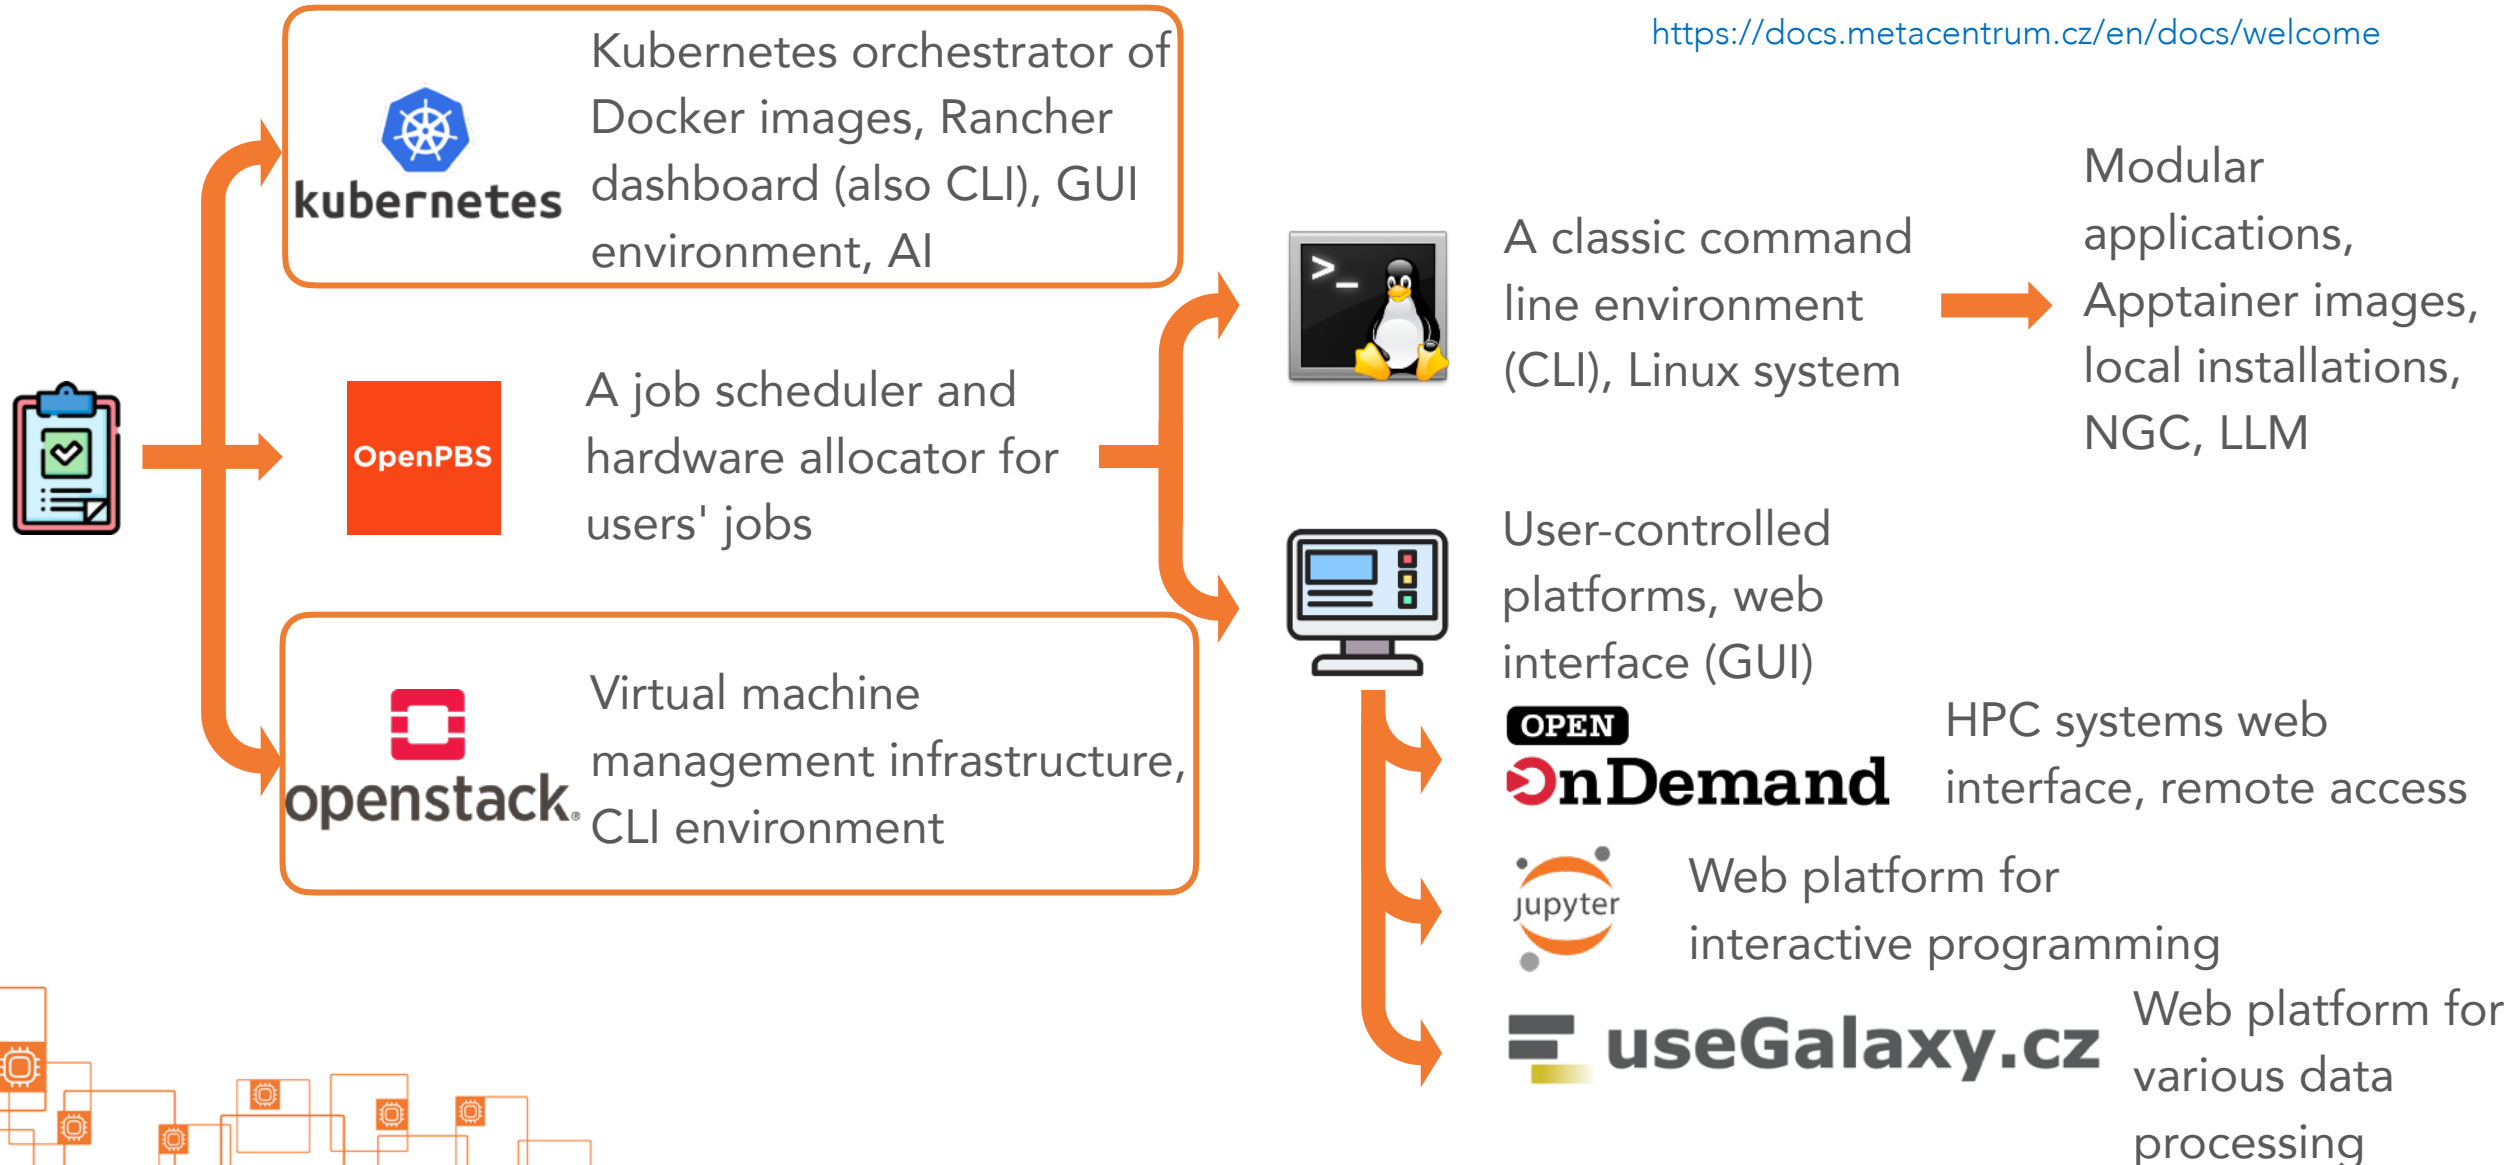 https://docs.metacentrum.cz/en/docs/welcome
kubernetes
Kubernetes orchestrator of
Docker images, Rancher
dashboard (also CLI), GUI
environment, AI
OpenPBS
A job scheduler and
hardware allocator for
users' jobs
openstack.
Virtual machine
management infrastructure,
CLI environment
>_
A classic command
line environment
(CLI), Linux system
Modular
applications,
Apptainer images,
local installations,
NGC, LLM
User-controlled
platforms, web
interface (GUI)
OPEN
OnDemand
HPC systems web
interface, remote access
jupyter
Web platform for
interactive programming
useGalaxy.cz
Web platform for
various data
processing